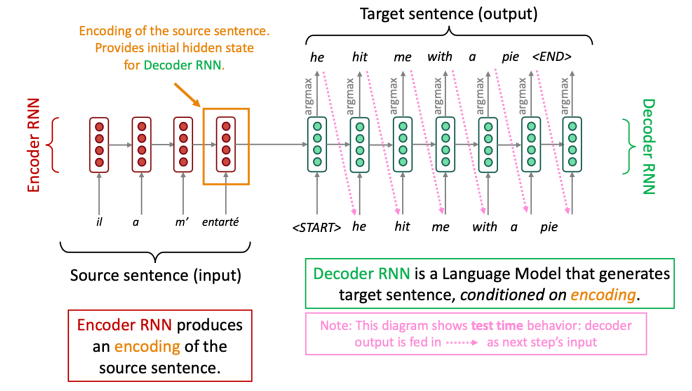 Target sentence (output)
Encoding of the source sentence.
Provides initial hidden state
for Decoder RNN.
he hit me with a pie <END>
argmax argmax argmax argmax argmax argmax argmax
Encoder RNN
Decoder RNN
il a m' entarté
<START> he hit me with a pie
Source sentence (input)
Decoder RNN is a Language Model that generates
target sentence, conditioned on encoding.
Encoder RNN produces
an encoding of the
source sentence.
Note: This diagram shows test time behavior: decoder
output is fed in as next step's input